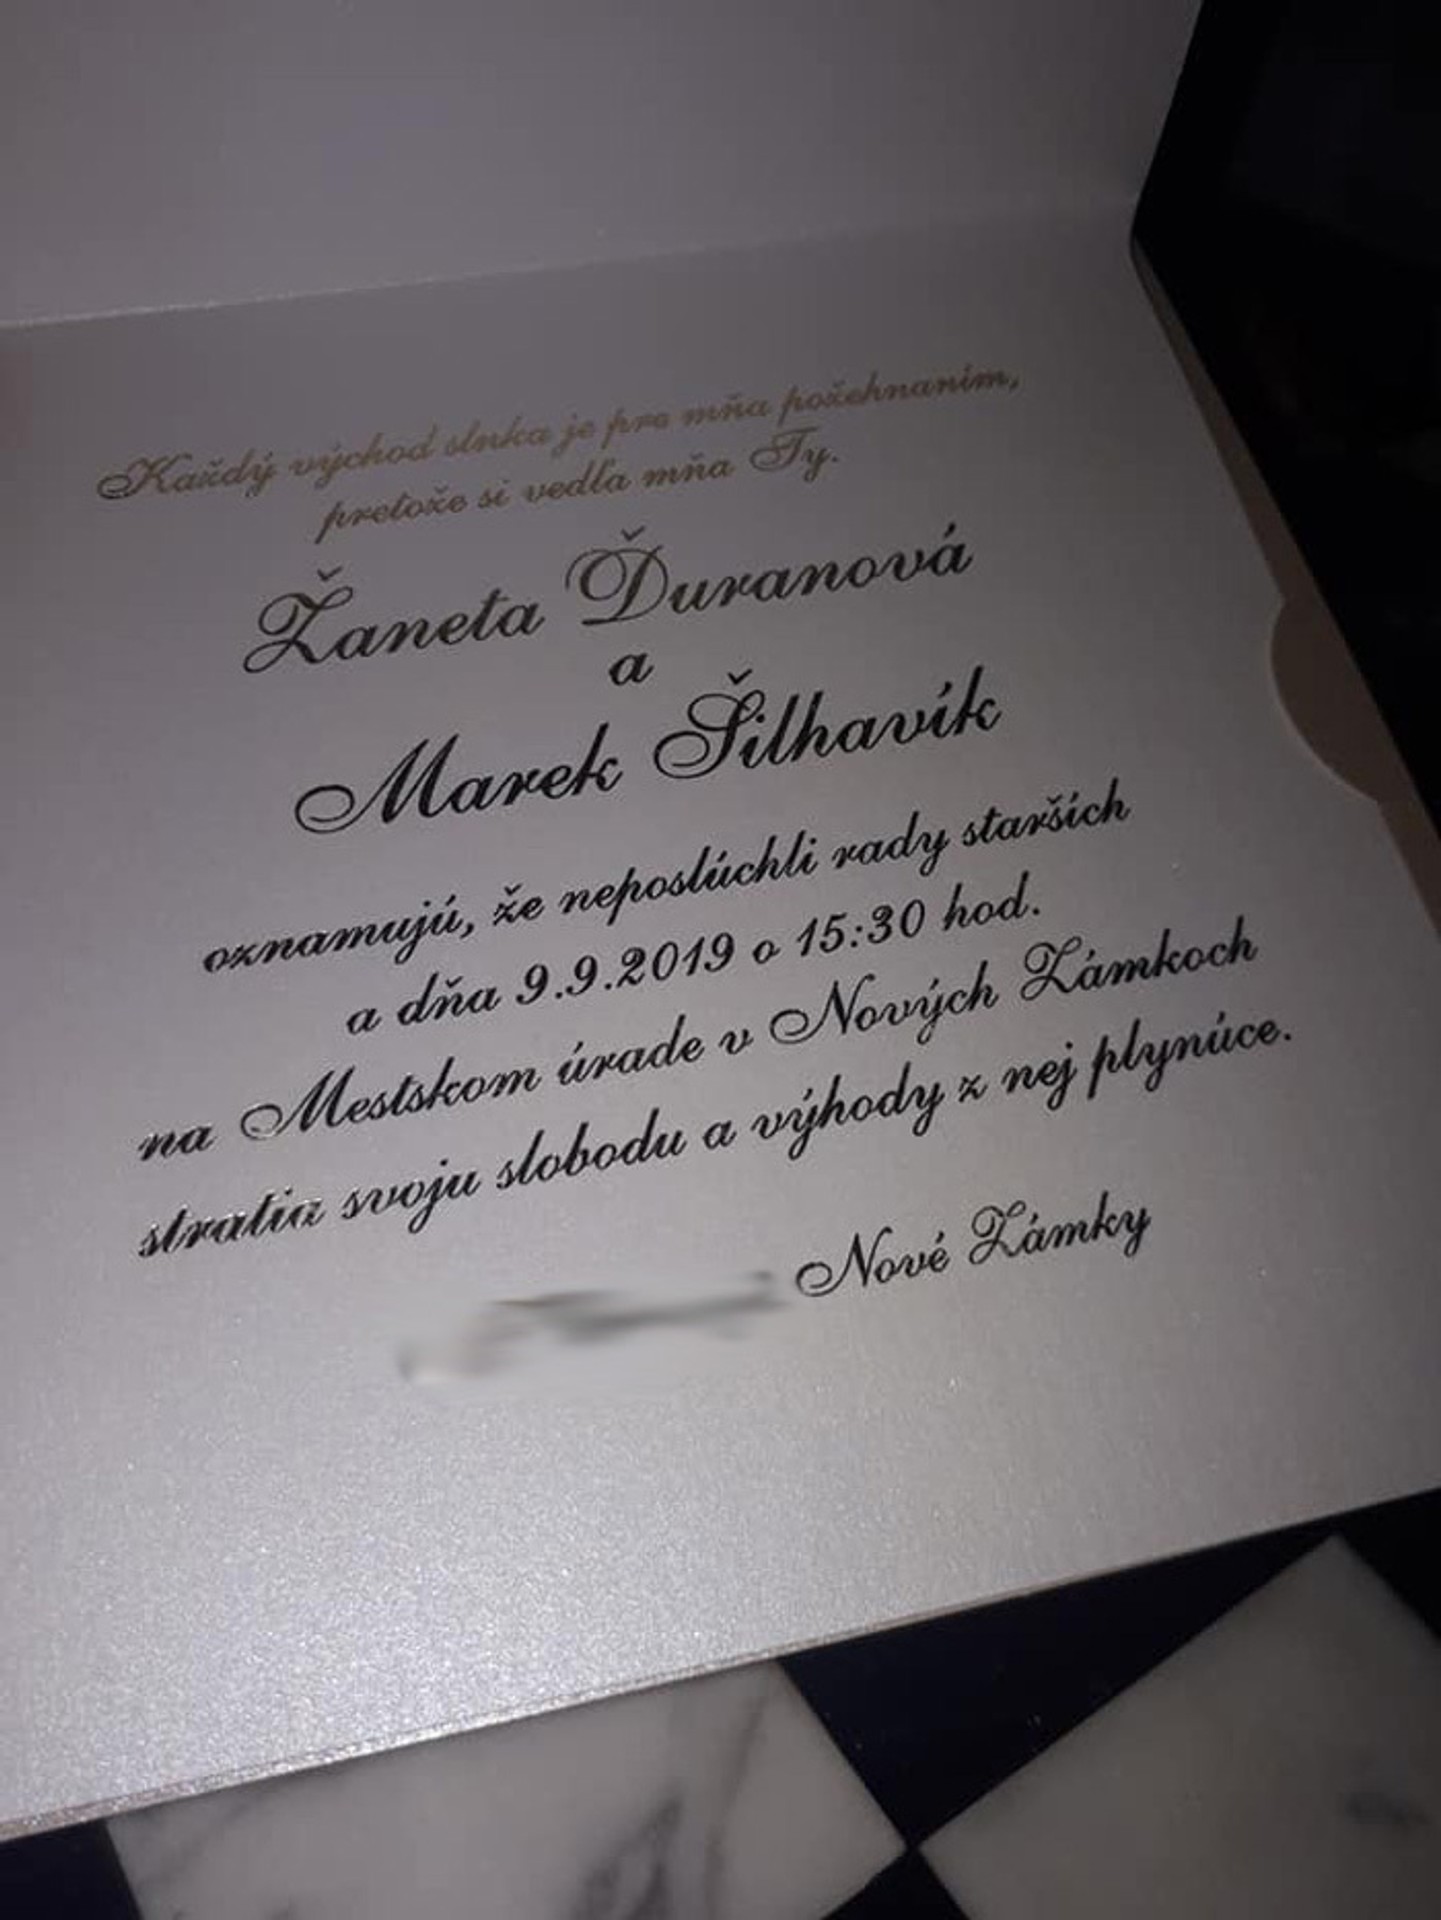 Každý východ slnka je pre mňa požehnaním,
pretože si vedľa mňa Ty.
Žaneta Ďuranová
a
Marek Šilhavík
oznamujú, že neposlúchli rady starších
a dňa 9.9.2019 o 15:30 hod.
na Mestskom úrade v Nových Zámkoch
stratia svoju slobodu a výhody z nej plynúce.
Nové Zámky